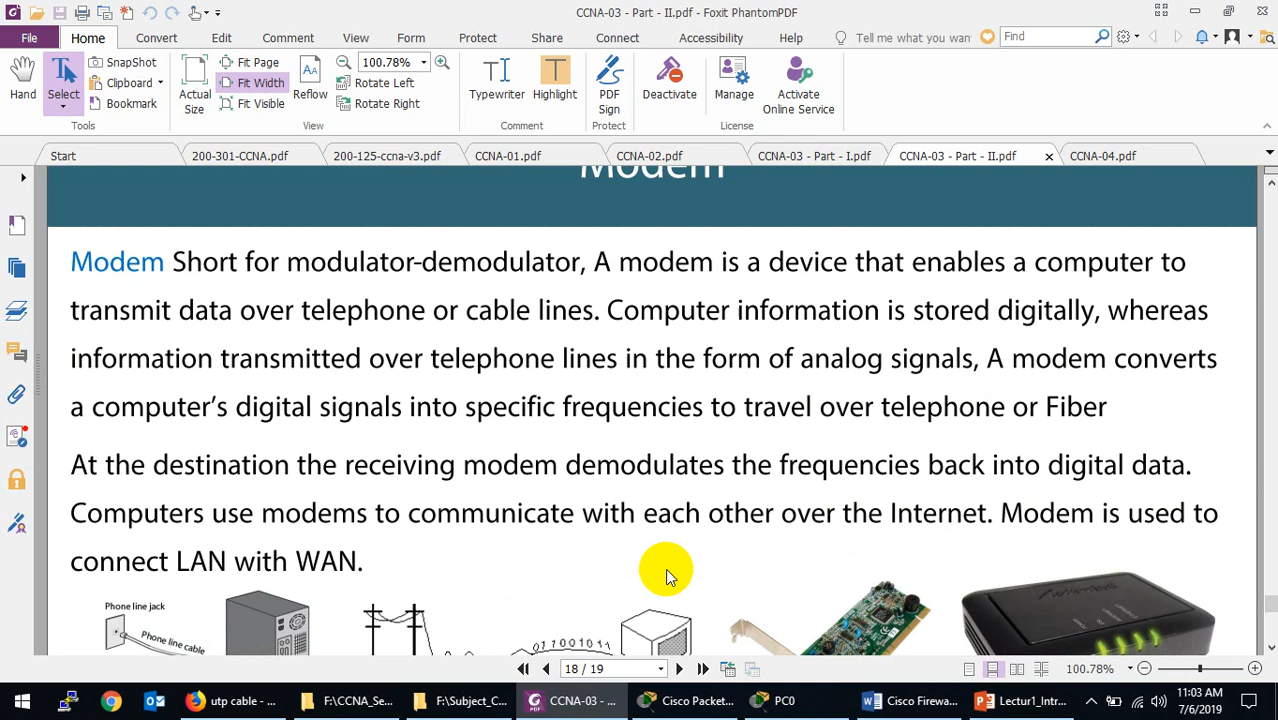 CCNA-03 - Part - II.pdf - Foxit PhantomPDF
File Home Convert Edit Comment View Form Protect Share Connect Accessibility Help Tell me what you want Find
Hand
Select
SnapShot
Clipboard
Bookmark
Tools
Actual Size
Fit Page
Fit Width
Fit Visible
Reflow
100.78%
Rotate Left
Rotate Right
View
Typewriter
Highlight
Comment
PDF Sign
Protect
Deactivate
Manage
Activate Online Service
License
Start 200-301-CCNA.pdf 200-125-ccna-v3.pdf CCNA-01.pdf CCNA-02.pdf CCNA-03 - Part - I.pdf CCNA-03 - Part - II.pdf CCNA-04.pdf
Modem
Modem Short for modulator-demodulator, A modem is a device that enables a computer to
transmit data over telephone or cable lines. Computer information is stored digitally, whereas
information transmitted over telephone lines in the form of analog signals, A modem converts
a computer's digital signals into specific frequencies to travel over telephone or Fiber
At the destination the receiving modem demodulates the frequencies back into digital data.
Computers use modems to communicate with each other over the Internet. Modem is used to
connect LAN with WAN.
Phone line jack
Phone line cable
01100101
18 / 19
100.78%
utp cable - ... F:\CCNA_Se... F:\Subject_C... CCNA-03 - ... Cisco Packet... PC0 Cisco Firewa... Lectur1_Intr...
11:03 AM
7/6/2019